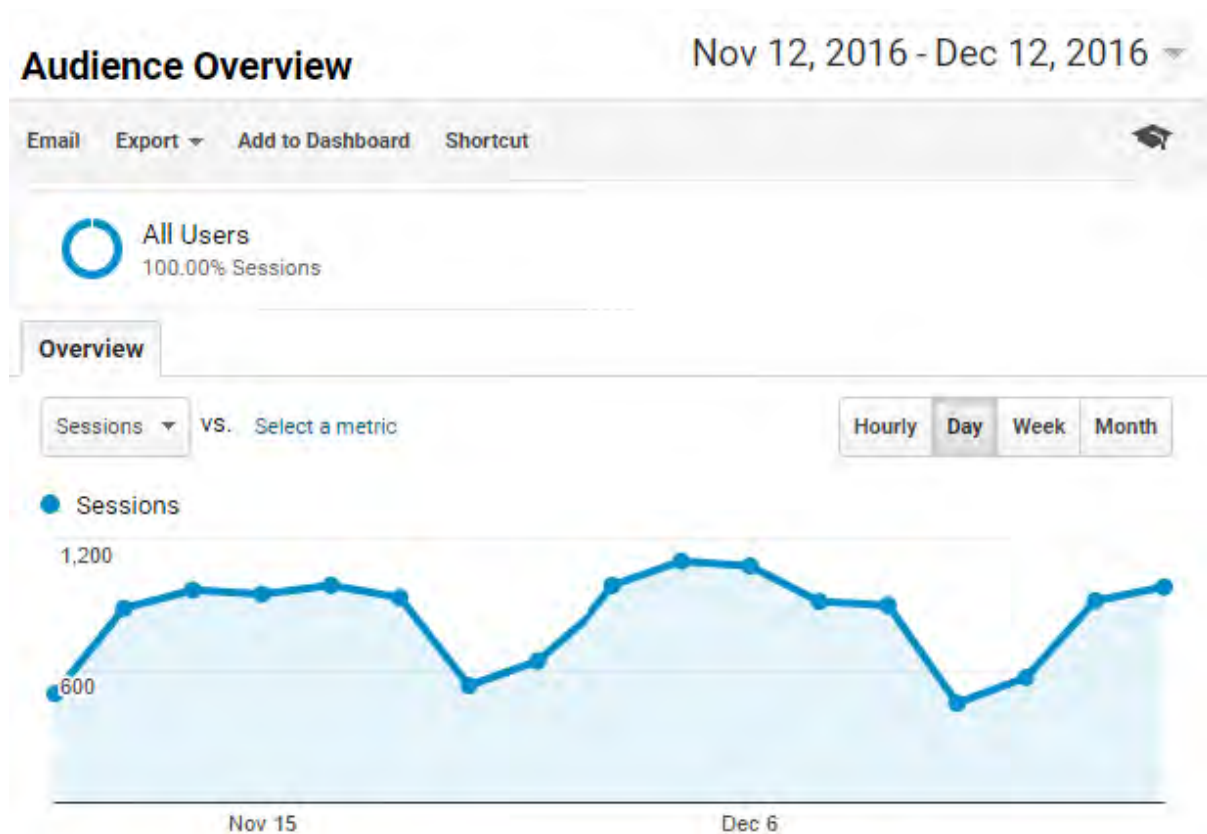 Audience Overview
Nov 12, 2016 - Dec 12, 2016
Email Export Add to Dashboard Shortcut
All Users
100.00% Sessions
Overview
Sessions VS. Select a metric
Hourly Day Week Month
Sessions
1,200
600
Nov 15 Dec 6